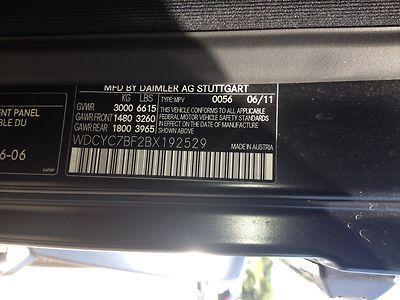 MFD BY DAIMLER AG STUTTGART
KG LBS TYPE: MPV 0056 06/11
GVWR 3000 6615 THIS VEHICLE CONFORMS TO ALL APPLICABLE
GAWR FRONT 1480 3260 FEDERAL MOTOR VEHICLE SAFETY STANDARDS
GAWR REAR 1800 3965 IN EFFECT ON THE DATE OF MANUFACTURE
SHOWN ABOVE
WDCYC7BF2BX192529
MADE IN AUSTRIA
ENT PANEL
BLE DU
6-06